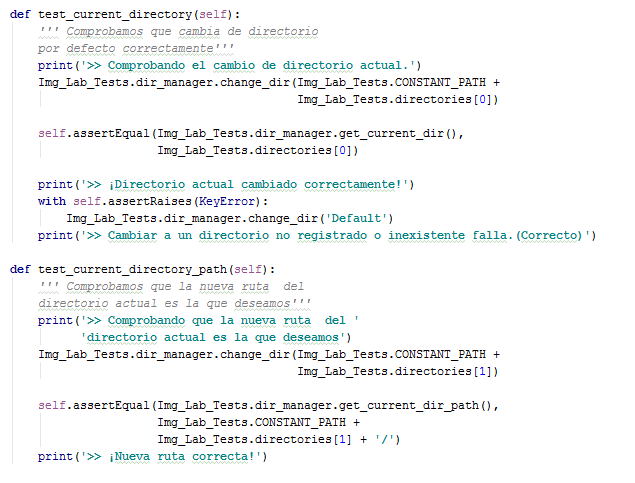 def test_current_directory(self):
    ''' Comprobamos que cambia de directorio
    por defecto correctamente'''
    print('>> Comprobando el cambio de directorio actual.')
    Img_Lab_Tests.dir_manager.change_dir(Img_Lab_Tests.CONSTANT_PATH +
                                         Img_Lab_Tests.directories[0])

    self.assertEqual(Img_Lab_Tests.dir_manager.get_current_dir(),
                     Img_Lab_Tests.directories[0])

    print('>> ¡Directorio actual cambiado correctamente!')
    with self.assertRaises(KeyError):
        Img_Lab_Tests.dir_manager.change_dir('Default')
    print('>> Cambiar a un directorio no registrado o inexistente falla.(Correcto)')

def test_current_directory_path(self):
    ''' Comprobamos que la nueva ruta  del
    directorio actual es la que deseamos'''
    print('>> Comprobando que la nueva ruta  del '
          'directorio actual es la que deseamos')
    Img_Lab_Tests.dir_manager.change_dir(Img_Lab_Tests.CONSTANT_PATH +
                                         Img_Lab_Tests.directories[1])

    self.assertEqual(Img_Lab_Tests.dir_manager.get_current_dir_path(),
                     Img_Lab_Tests.CONSTANT_PATH +
                     Img_Lab_Tests.directories[1] + '/')
    print('>> ¡Nueva ruta correcta!')